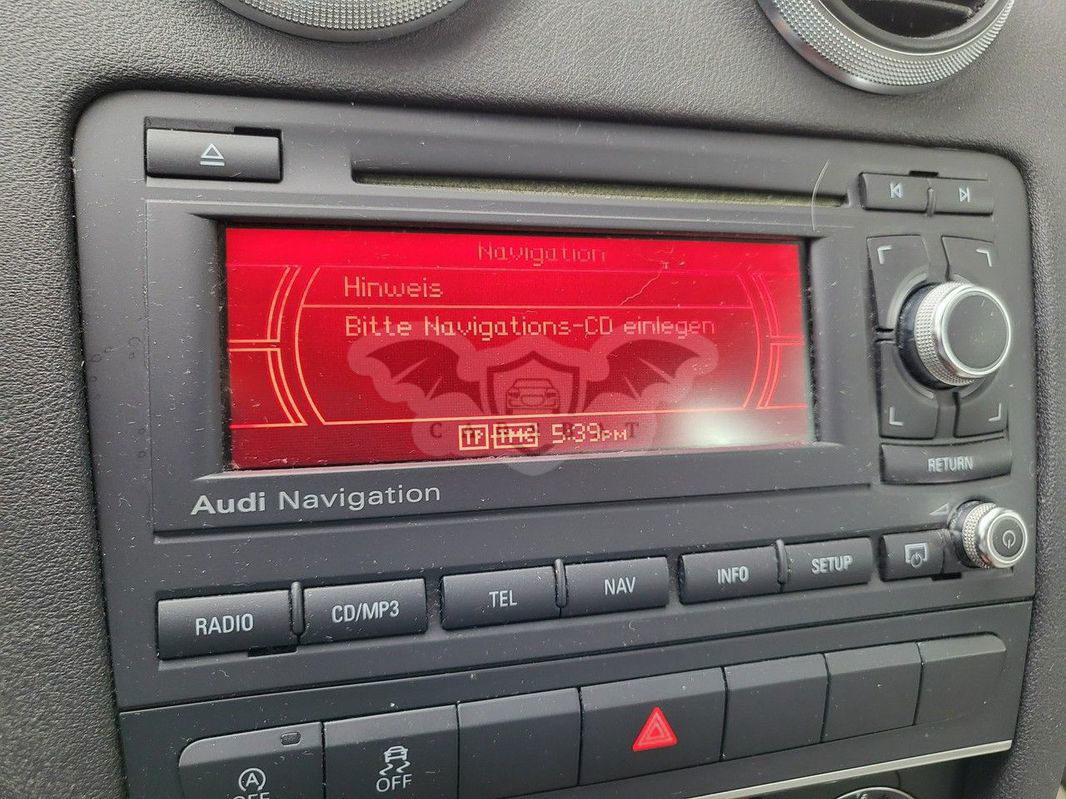 Navigation
Hinweis
Bitte Navigations-CD einlegen
TP TMC 5:39PM
Audi Navigation
RETURN
RADIO
CD/MP3
TEL
NAV
INFO
SETUP
A
OFF
OFF